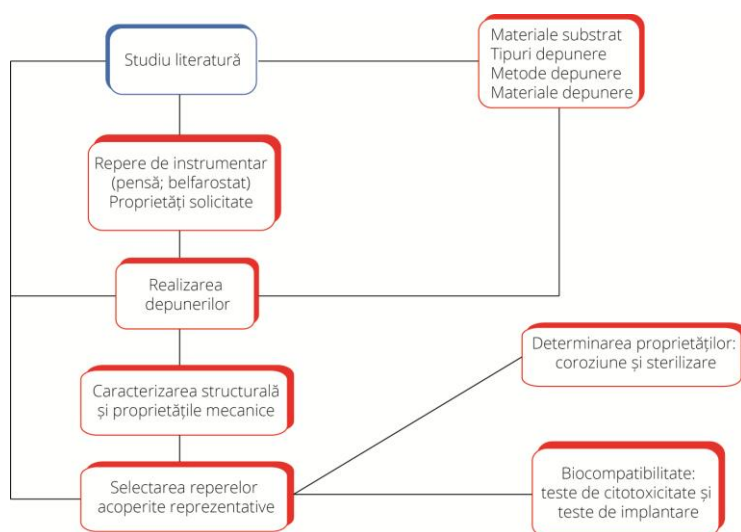 Studiu literatură
Materiale substrat
Tipuri depunere
Metode depunere
Materiale depunere
Repere de instrumentar
(pensă; belfarostat)
Proprietăți solicitate
Realizarea
depunerilor
Determinarea proprietăților:
coroziune și sterilizare
Caracterizarea structurală
și proprietățile mecanice
Selectarea reperelor
acoperite reprezentative
Biocompatibilitate:
teste de citotoxicitate și
teste de implantare